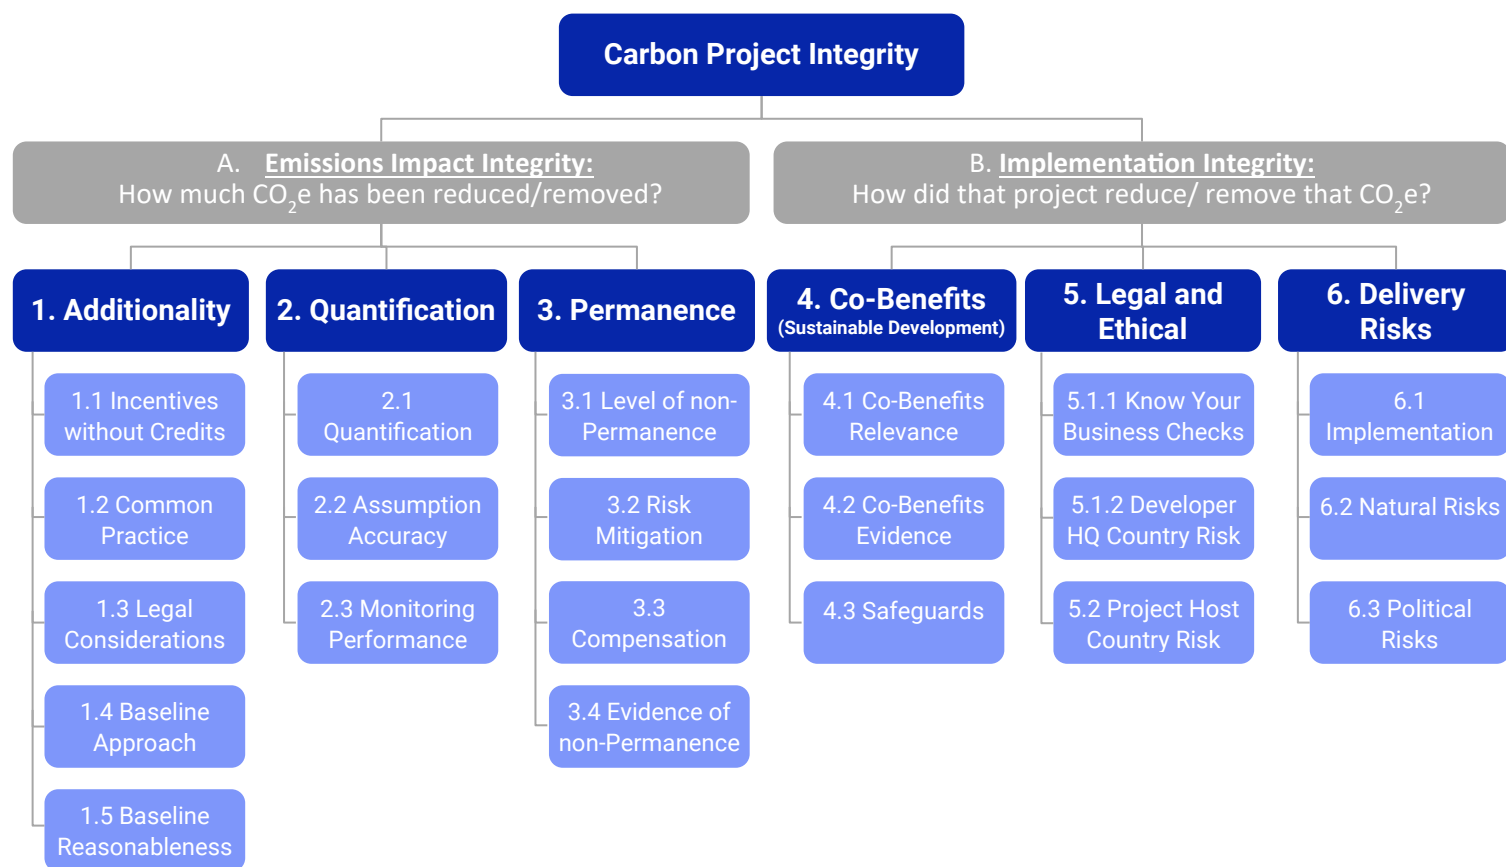 Carbon Project Integrity
A. Emissions Impact Integrity:
How much CO₂e has been reduced/removed?
B. Implementation Integrity:
How did that project reduce/ remove that CO₂e?
1. Additionality
1.1 Incentives
without Credits
1.2 Common
Practice
1.3 Legal
Considerations
1.4 Baseline
Approach
1.5 Baseline
Reasonableness
2. Quantification
2.1
Quantification
2.2 Assumption
Accuracy
2.3 Monitoring
Performance
3. Permanence
3.1 Level of non-
Permanence
3.2 Risk
Mitigation
3.3
Compensation
3.4 Evidence of
non-Permanence
4. Co-Benefits
(Sustainable Development)
4.1 Co-Benefits
Relevance
4.2 Co-Benefits
Evidence
4.3 Safeguards
5. Legal and
Ethical
5.1.1 Know Your
Business Checks
5.1.2 Developer
HQ Country Risk
5.2 Project Host
Country Risk
6. Delivery
Risks
6.1
Implementation
6.2 Natural Risks
6.3 Political
Risks